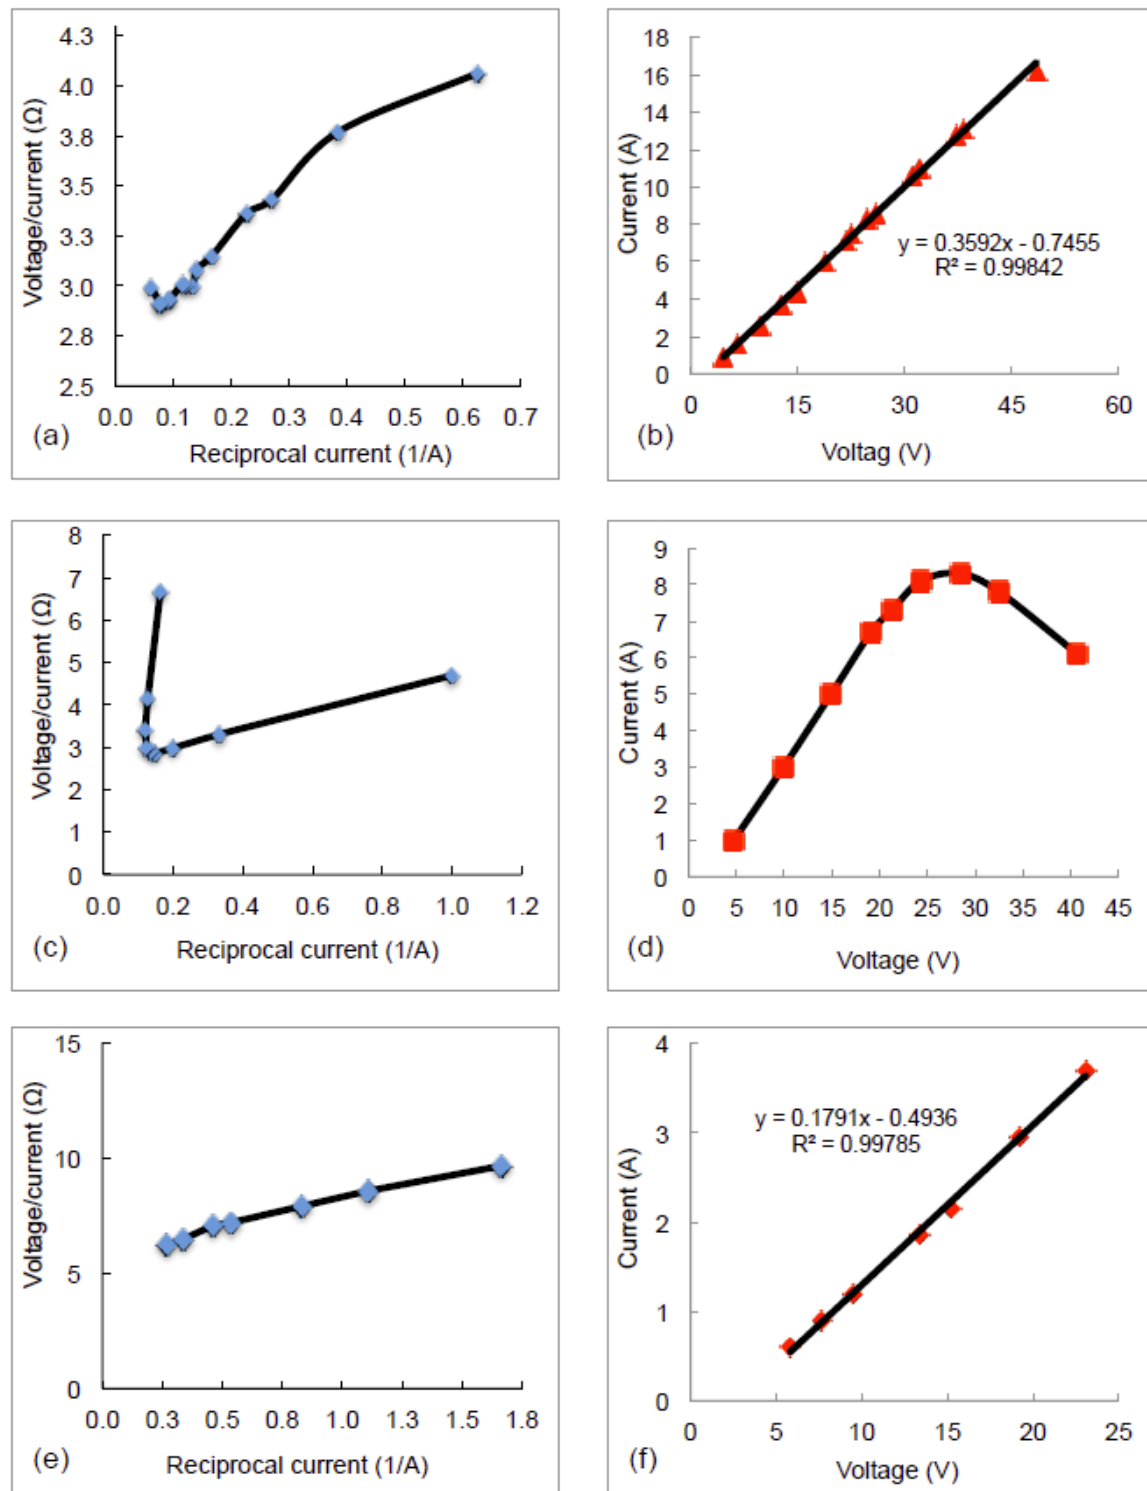 4.3
4.0
3.8
3.5
3.3
3.0
2.8
2.5
Voltage/current (Ω)
0.0 0.1 0.2 0.3 0.4 0.5 0.6 0.7
(a)
Reciprocal current (1/A)
18
16
14
12
10
8
6
4
2
0
Current (A)
y = 0.3592x - 0.7455
R² = 0.99842
0 15 30 45 60
(b)
Voltag (V)
8
7
6
5
4
3
2
1
0
Voltage/current (Ω)
0.0 0.2 0.4 0.6 0.8 1.0 1.2
(c)
Reciprocal current (1/A)
9
8
7
6
5
4
3
2
1
0
Current (A)
0 5 10 15 20 25 30 35 40 45
(d)
Voltage (V)
15
10
5
0
Voltage/current (Ω)
0.0 0.3 0.5 0.8 1.0 1.3 1.5 1.8
(e)
Reciprocal current (1/A)
4
3
2
1
0
Current (A)
y = 0.1791x - 0.4936
R² = 0.99785
0 5 10 15 20 25
(f)
Voltage (V)